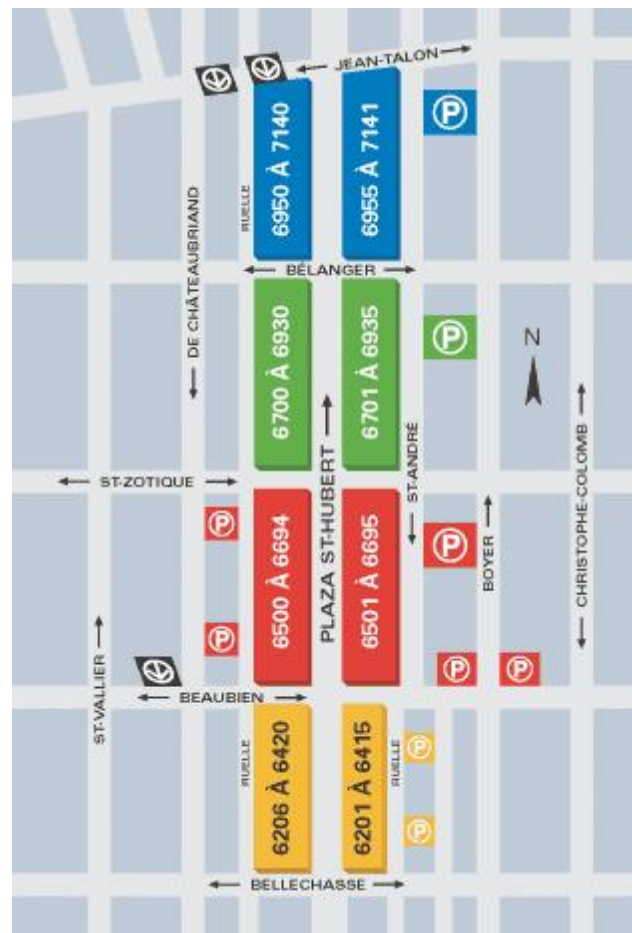 JEAN-TALON
P
6950 À 7140
6955 À 7141
RUELLE
DE CHÂTEAUBRIAND
BÉLANGER
6700 À 6930
6701 À 6935
P
N
PLAZA ST-HUBERT
ST-ANDRÉ
CHRISTOPHE-COLOMB
ST-ZOTIQUE
P
6500 À 6694
6501 À 6695
P
BOYER
P
P
P
ST-VALLIER
BEAUBIEN
RUELLE
6206 À 6420
6201 À 6415
RUELLE
P
P
BELLECHASSE